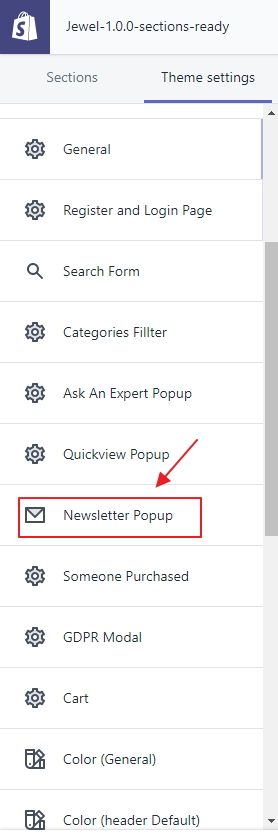 Jewel-1.0.0-sections-ready
Sections Theme settings
General
Register and Login Page
Search Form
Categories Fillter
Ask An Expert Popup
Quickview Popup
Newsletter Popup
Someone Purchased
GDPR Modal
Cart
Color (General)
Color (header Default)